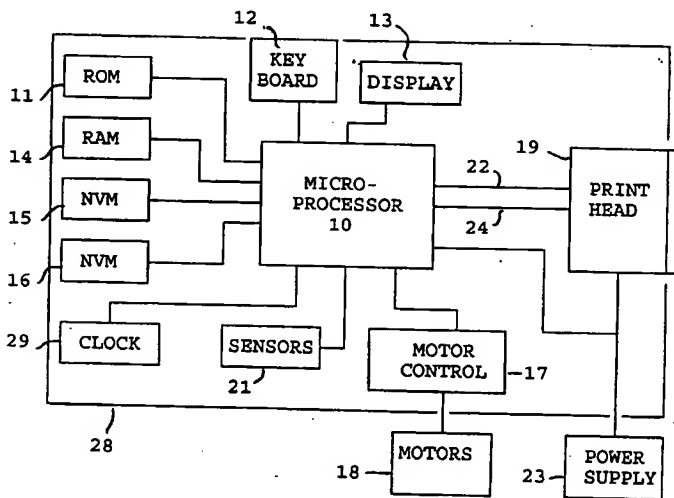 12
13
KEY
BOARD
DISPLAY
ROM
11
RAM
14
NVM
15
NVM
16
MICRO-
PROCESSOR
10
22
24
19
PRINT
HEAD
CLOCK
29
SENSORS
21
MOTOR
CONTROL
17
28
MOTORS
18
POWER
SUPPLY
23